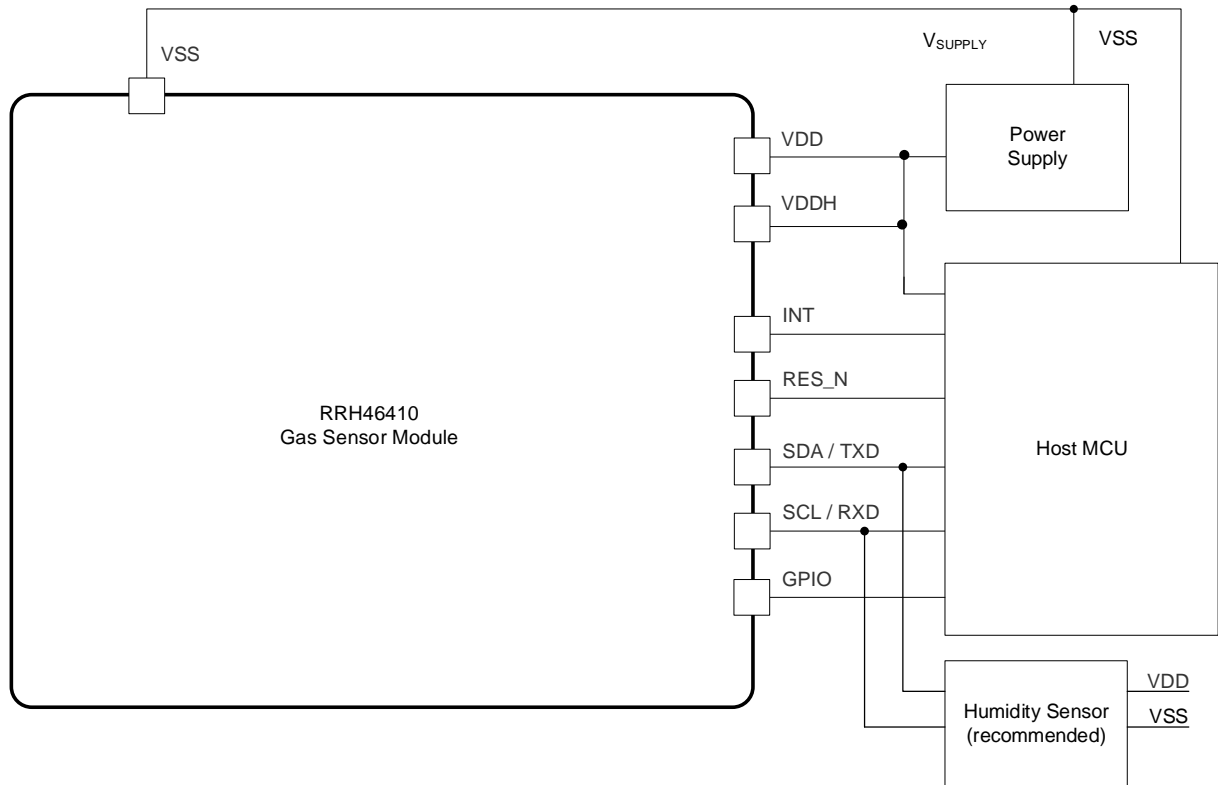 VSS
V_SUPPLY
VSS
VDD
Power
Supply
VDDH
INT
RES_N
RRH46410
Gas Sensor Module
SDA / TXD
Host MCU
SCL / RXD
GPIO
VDD
Humidity Sensor
(recommended)
VSS